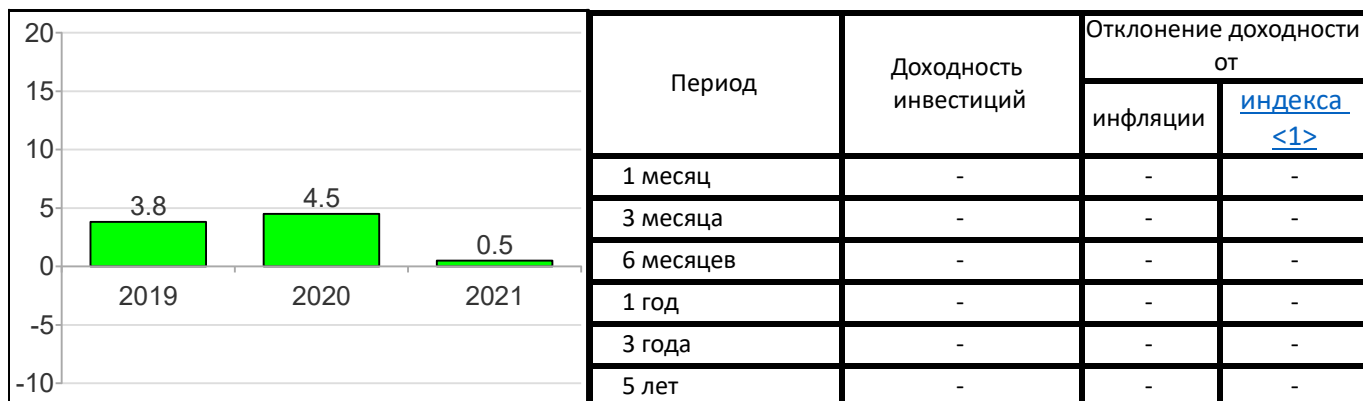 20
15
10
5
0
-5
-10
3.8
4.5
0.5
2019
2020
2021
Период
Доходность
инвестиций
Отклонение доходности
от
инфляции
индекса
<1>
1 месяц - - -
3 месяца - - -
6 месяцев - - -
1 год - - -
3 года - - -
5 лет - - -